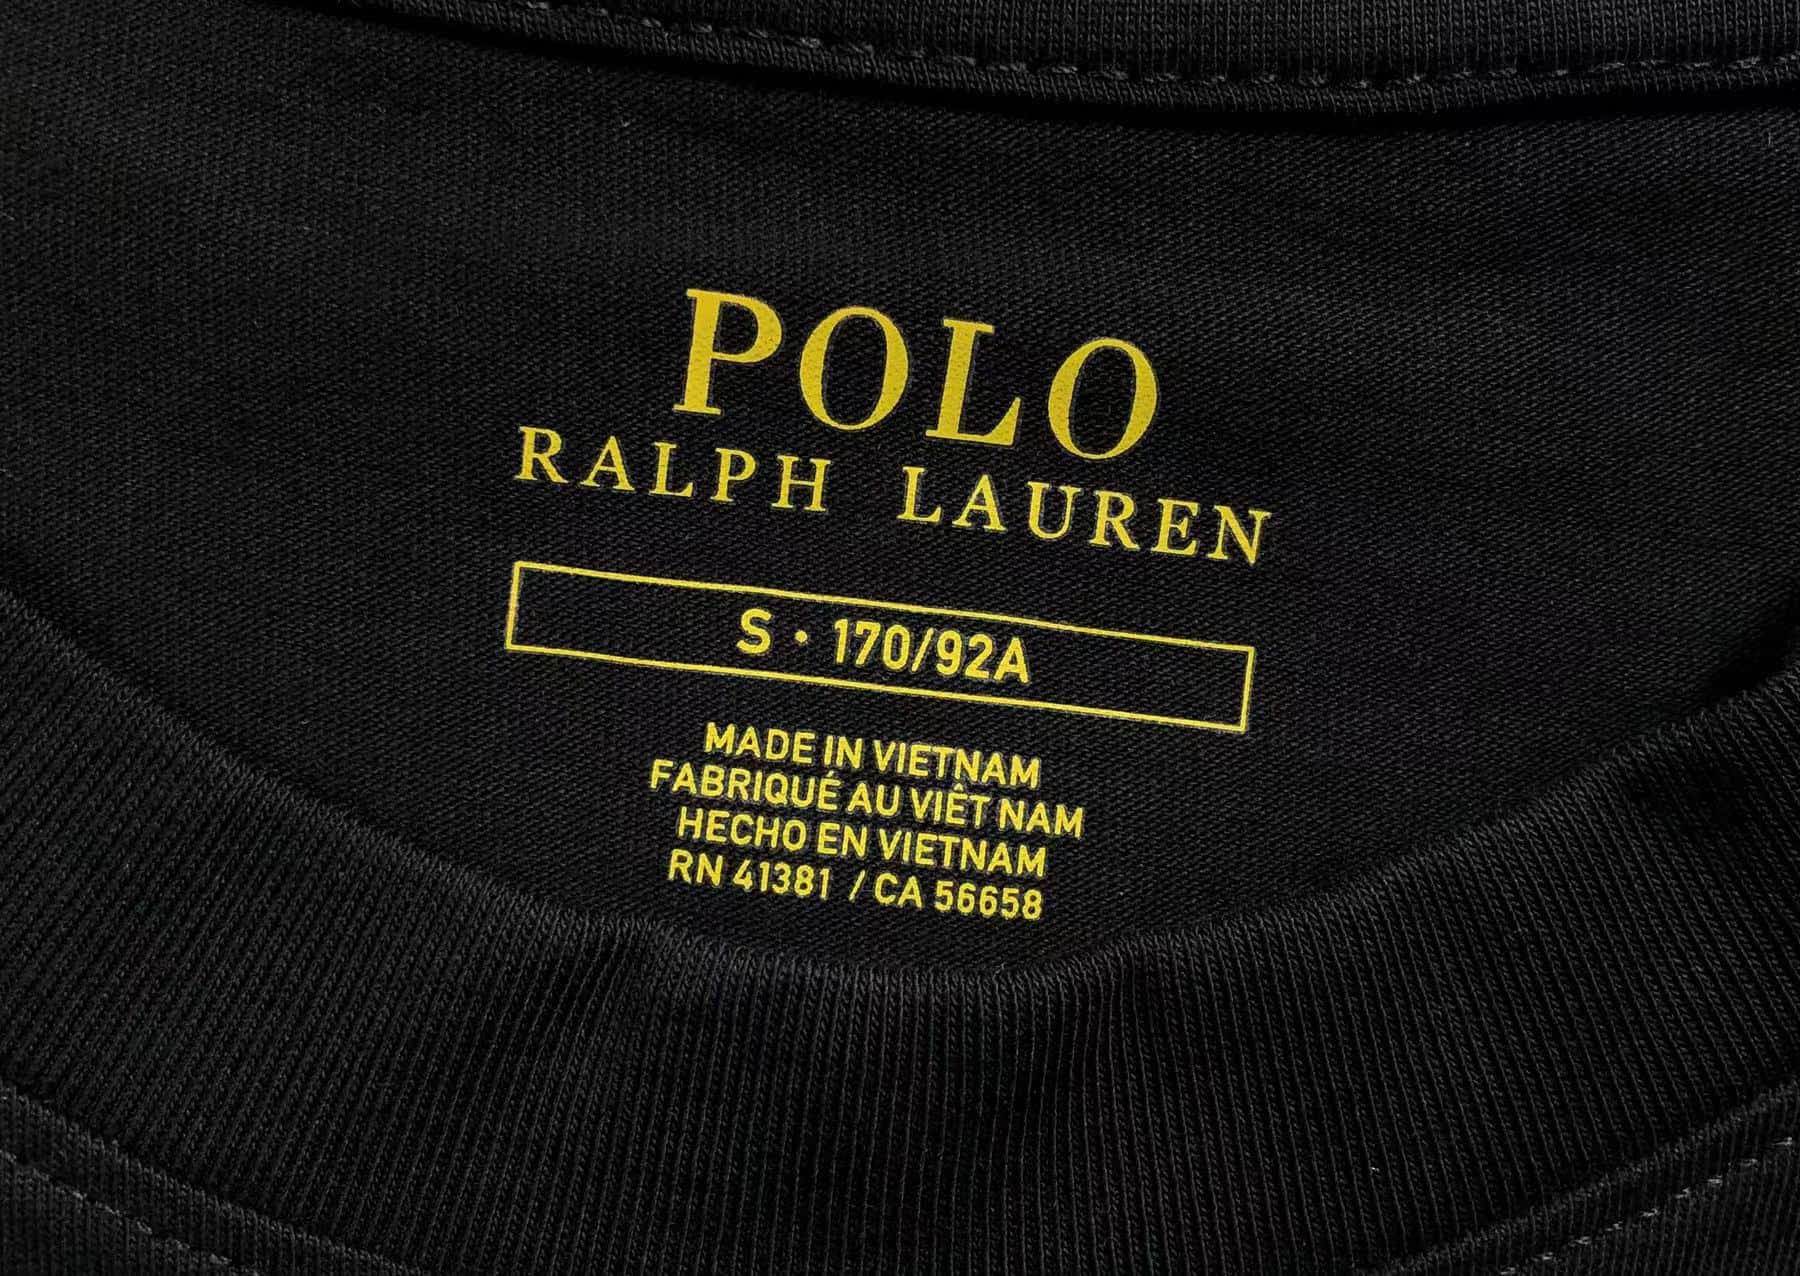 POLO
RALPH LAUREN
S • 170/92A
MADE IN VIETNAM
FABRIQUÉ AU VIÊT NAM
HECHO EN VIETNAM
RN 41381 / CA 56658